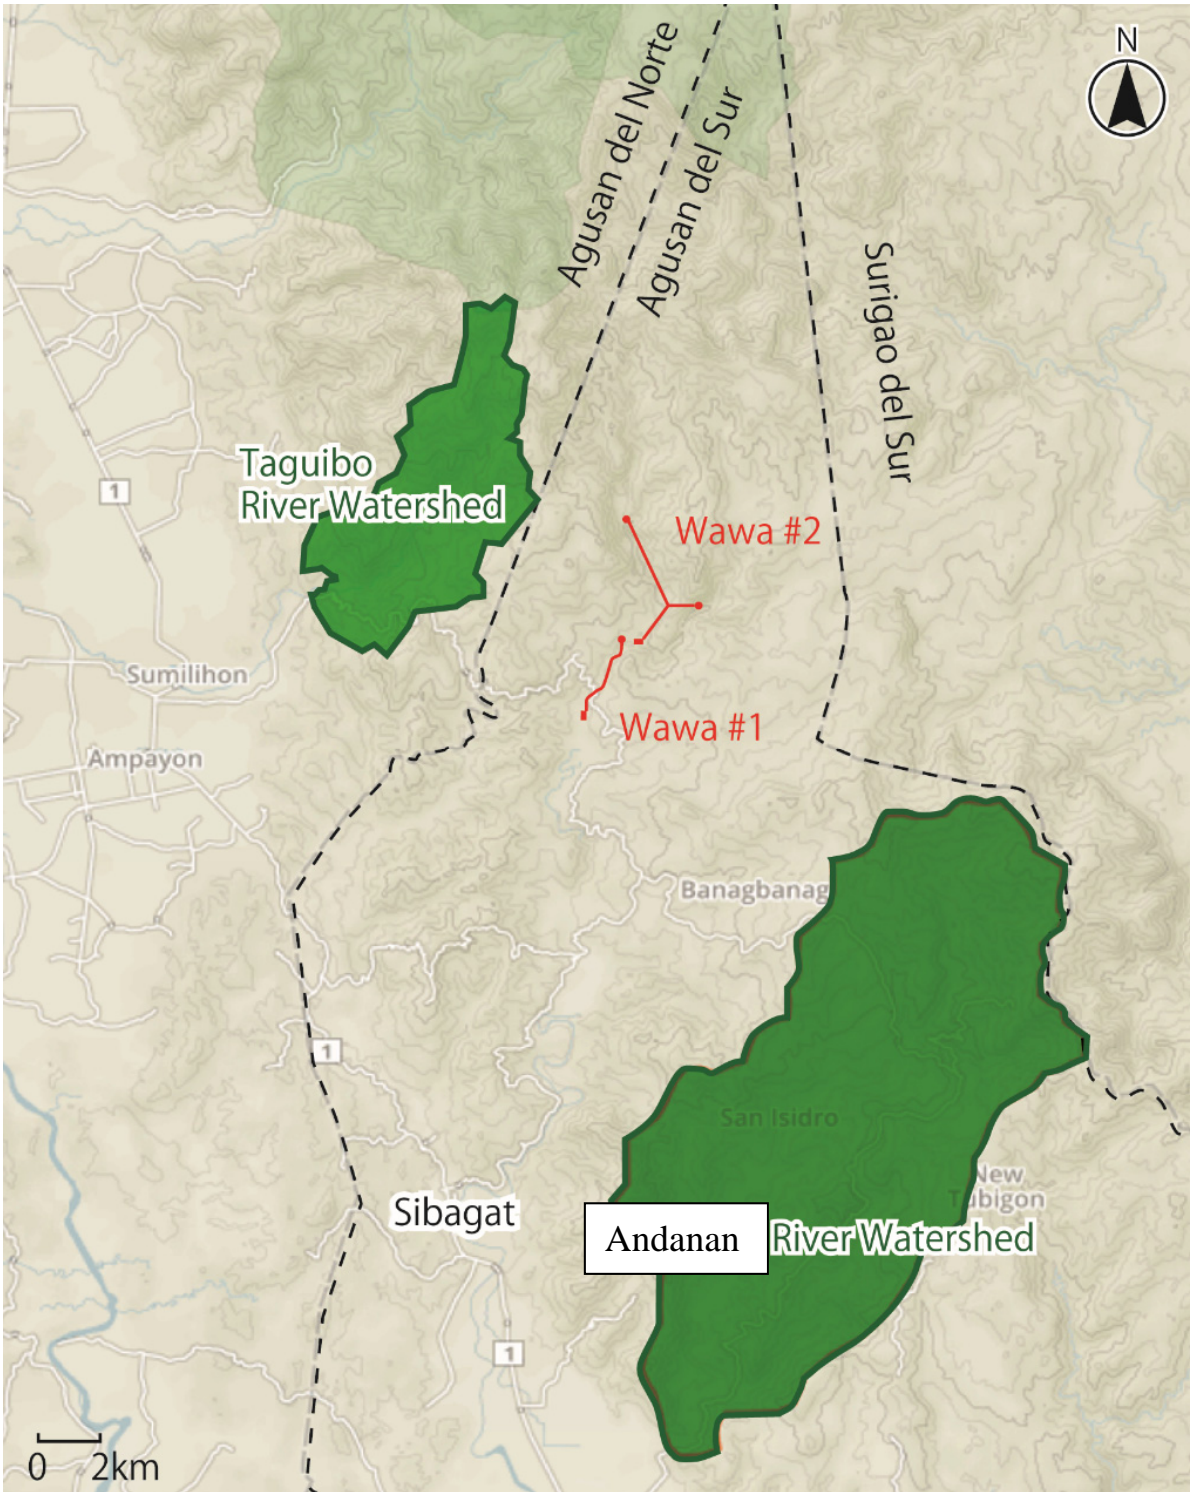 N
Agusan del Norte
Agusan del Sur
Surigao del Sur
Taguibo
River Watershed
1
Wawa #2
Sumilihon
Wawa #1
Ampayon
Banagbanag
1
San Isidro
New
Tubigon
Sibagat
Andanan River Watershed
1
0 2km